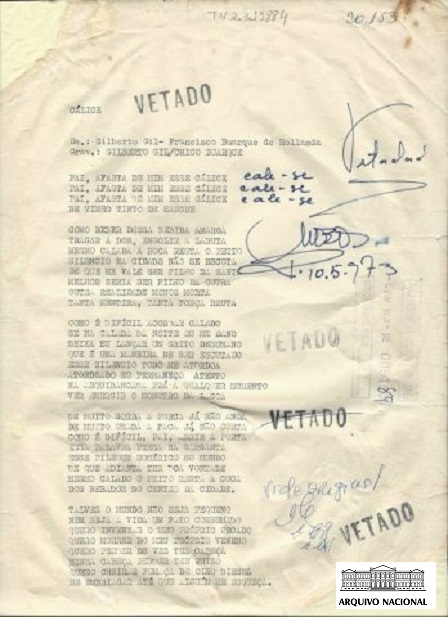 TN 2.3.19884
20./53
VETADO
CÁLICE
De.: Gilberto Gil- Francisco Buarque de Hollanda
Grav.: GILBERTO GIL/CHICO BUARQUE
Vetado
PAI, AFASTA DE MIM ESSE CÁLICE cale-se
PAI, AFASTA DE MIM ESSE CÁLICE cale-se
PAI, AFASTA DE MIM ESSE CÁLICE cale-se
DE VINHO TINTO DE SANGUE
10.5.973
COMO BEBER DESSA BEBIDA AMARGA
TRAGAR A DOR, ENGOLIR A LABUTA
MESMO CALADA A BOCA RESTA O PEITO
SILENCIO NA CIDADE NÃO SE ESCUTA
DE QUE ME VALE SER FILHO DA SANTA
MELHOR SERIA SER FILHO DA OUTRA
OUTRA REALIDADE MENOS MORTA
TANTA MENTIRA, TANTA FORÇA BRUTA
COMO É DIFÍCIL ACORDAR CALADO
SE NA CALADA DA NOITE EU ME DANO
DEIXA EU LANÇAR UM GRITO DESUMANO
QUE É UMA MANEIRA DE SER ESCUTADO
ESSE SILENCIO TODO ME ATORDOA
ATORDOADO EU PERMANEÇO ATENTO
NA ARQUIBANCADA PRÁ A QUALQUER MOMENTO
VER EMERGIR O MONSTRO DA LAGOA
VETADO
DE MUITO GORDA A PORCA JÁ NÃO ANDA
DE MUITO USADA A FACA JÁ NÃO CORTA
COMO É DIFÍCIL, PAI, ABRIR A PORTA
ESSA PALAVRA PRESA NA GARGANTA
ESSE PILEQUE HOMÉRICO NO MUNDO
DE QUE ADIANTA TER BOA VONTADE
MESMO CALADO O PEITO RESTA A CUCA
DOS BEBADOS DO CENTRO DA CIDADE.
VETADO
TALVEZ O MUNDO NÃO SEJA PEQUENO
NEM SEJA A VIDA UM FATO CONSUMADO
QUERO INVENTAR O MEU PRÓPRIO PECADO
QUERO MORRER DO MEU PRÓPRIO VENENO
QUERO PERDER DE VEZ TUA CABEÇA
MINHA CABEÇA PERDER TEU JUIZO
QUERO CHEIRAR FUMAÇA DE OLEO DIESEL
ME EMBRIAGAR ATÉ QUE ALGUÉM ME ESQUEÇA.
VETADO
ARQUIVO NACIONAL